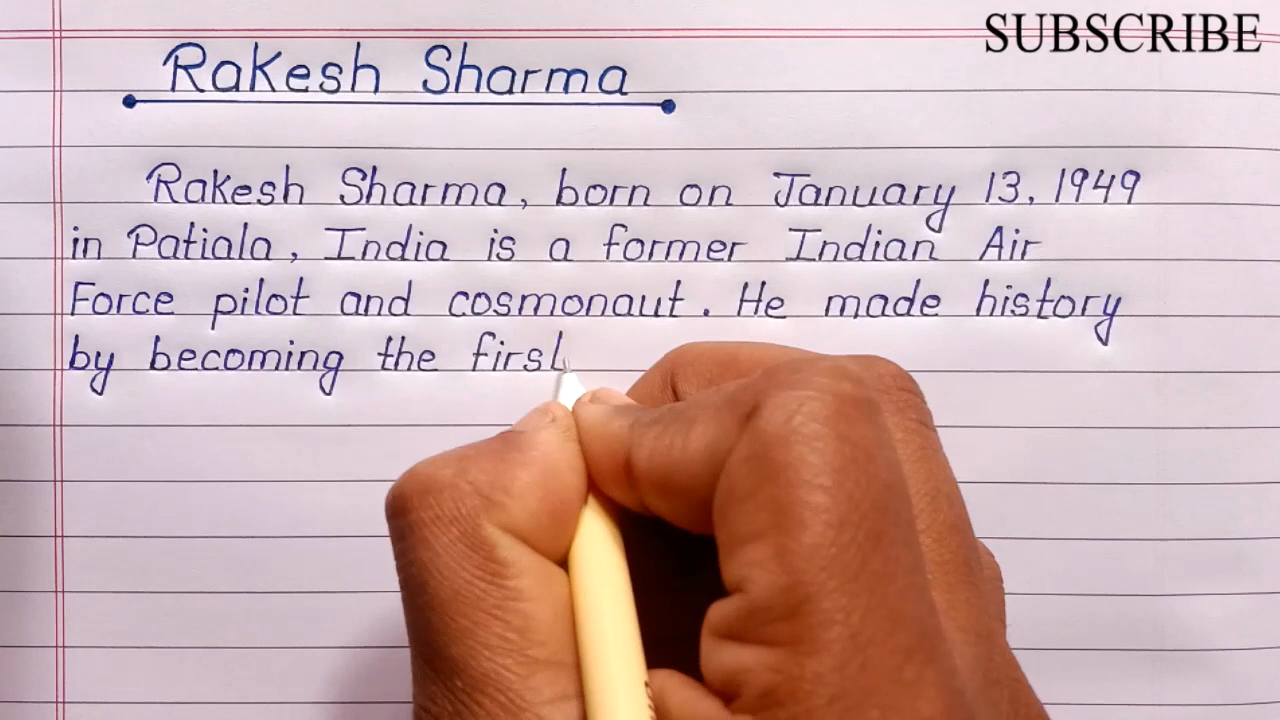 SUBSCRIBE
Rakesh Sharma
Rakesh Sharma, born on January 13, 1949
in Patiala, India is a former Indian Air
Force pilot and cosmonaut. He made history
by becoming the first